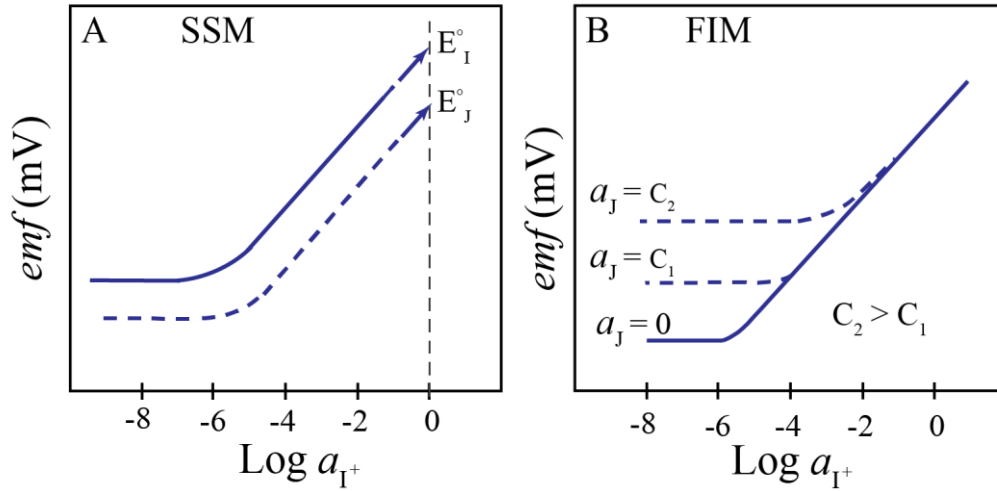 A SSM
E°I
E°J
emf (mV)
-8 -6 -4 -2 0
Log aI+
B FIM
aJ = C2
aJ = C1
aJ = 0
C2 > C1
emf (mV)
-8 -6 -4 -2 0
Log aI+